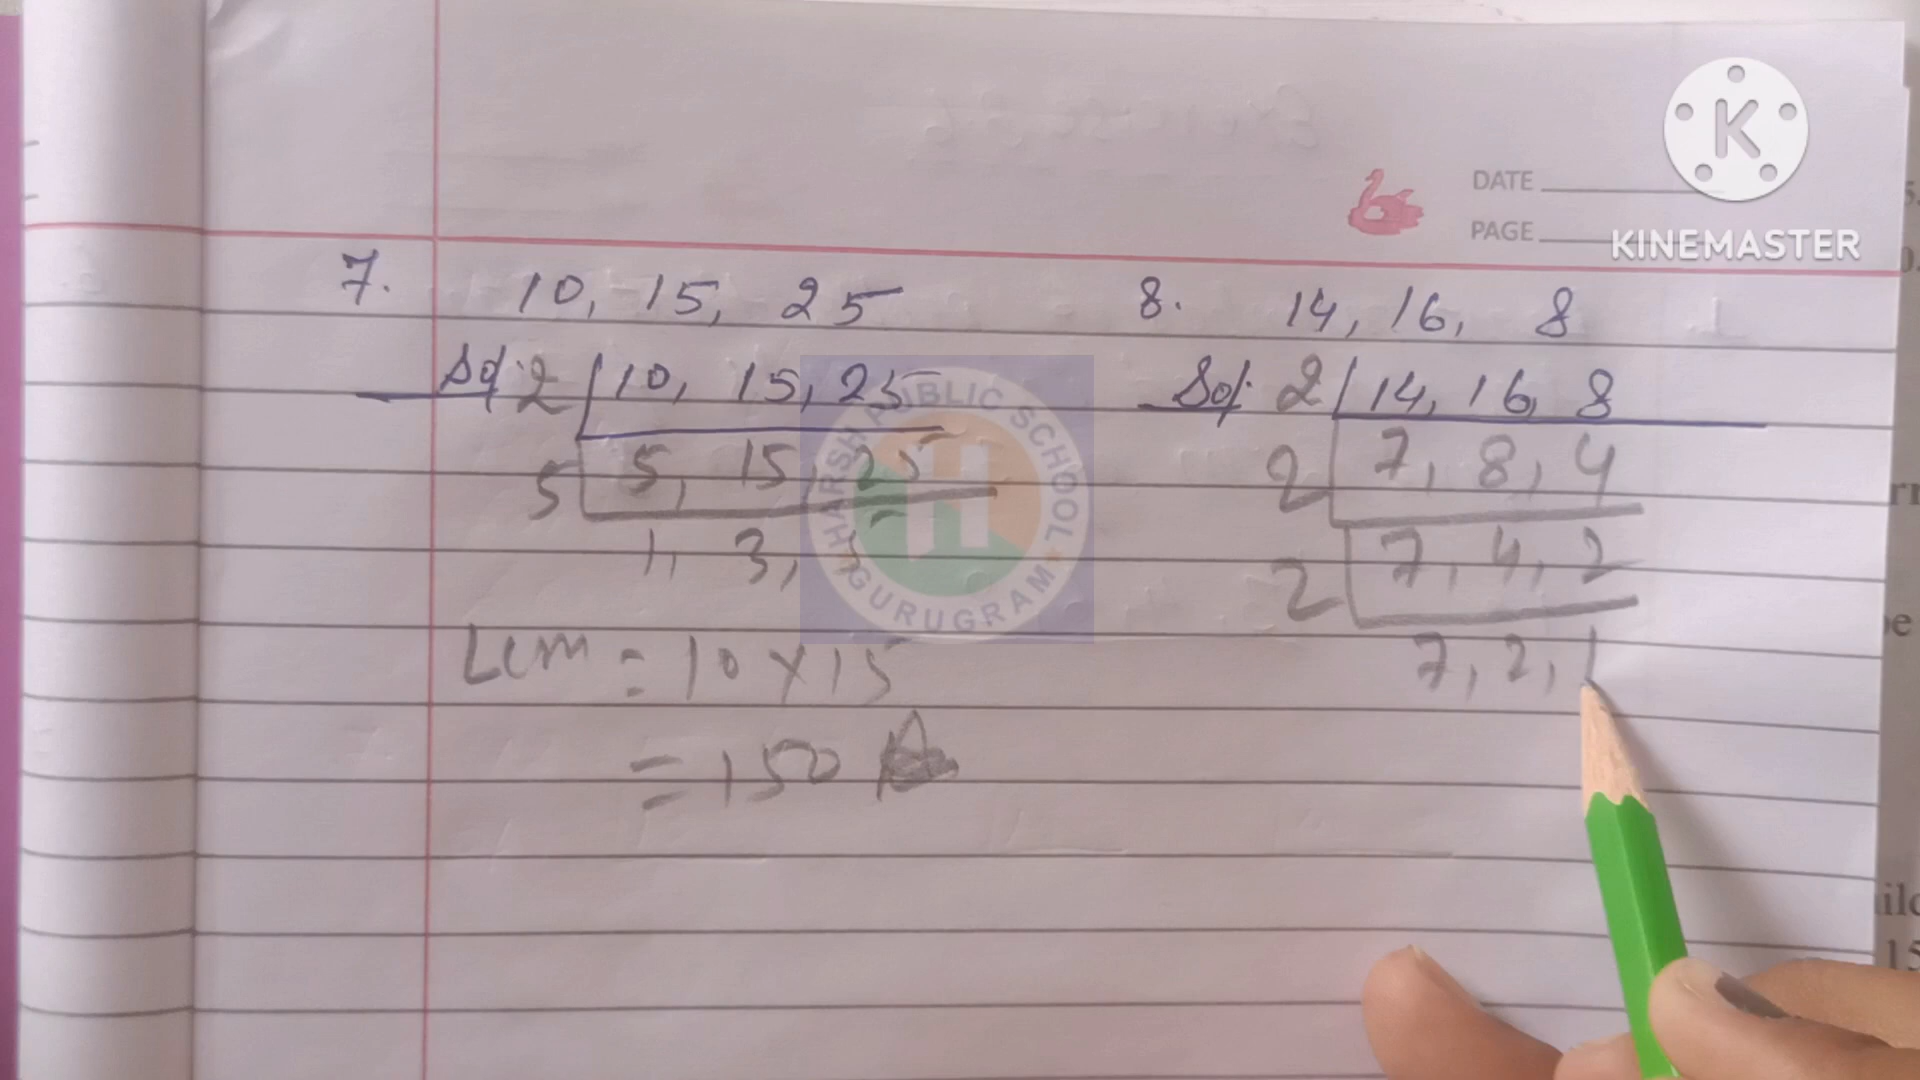 DATE
PAGE
KINEMASTER
7. 10, 15, 25
Sol. 2 10, 15, 25
5 5, 15, 25
1, 3, 5
Lcm = 10 x 15
= 150
8. 14, 16, 8
Sol. 2 14, 16, 8
2 7, 8, 4
2 7, 4, 2
7, 2, 1
HARSH PUBLIC SCHOOL
GURUGRAM
H